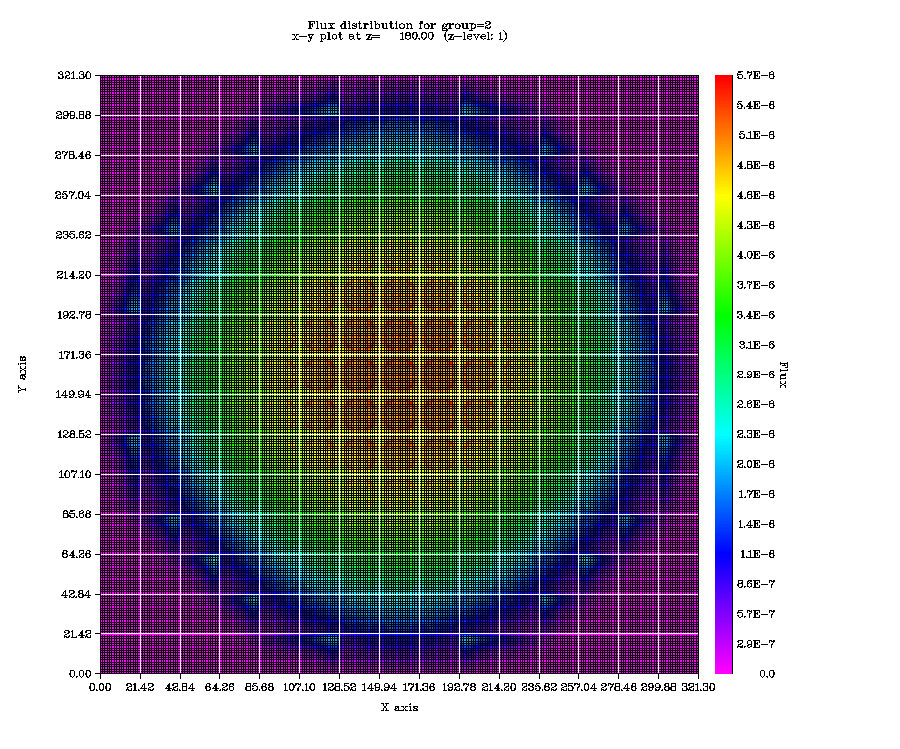 Flux distribution for group=2
x-y plot at z= 180.00 (z-level: 1)
321.30
299.88
278.46
257.04
235.62
214.20
192.78
171.36
149.94
128.52
107.10
85.68
64.26
42.84
21.42
0.00
Y axis
0.00 21.42 42.84 64.26 85.68 107.10 128.52 149.94 171.36 192.78 214.20 235.62 257.04 278.46 299.88 321.30
X axis
5.7E-6
5.4E-6
5.1E-6
4.8E-6
4.6E-6
4.3E-6
4.0E-6
3.7E-6
3.4E-6
3.1E-6
2.9E-6
2.6E-6
2.3E-6
2.0E-6
1.7E-6
1.4E-6
1.1E-6
8.6E-7
5.7E-7
2.9E-7
0.0
Flux